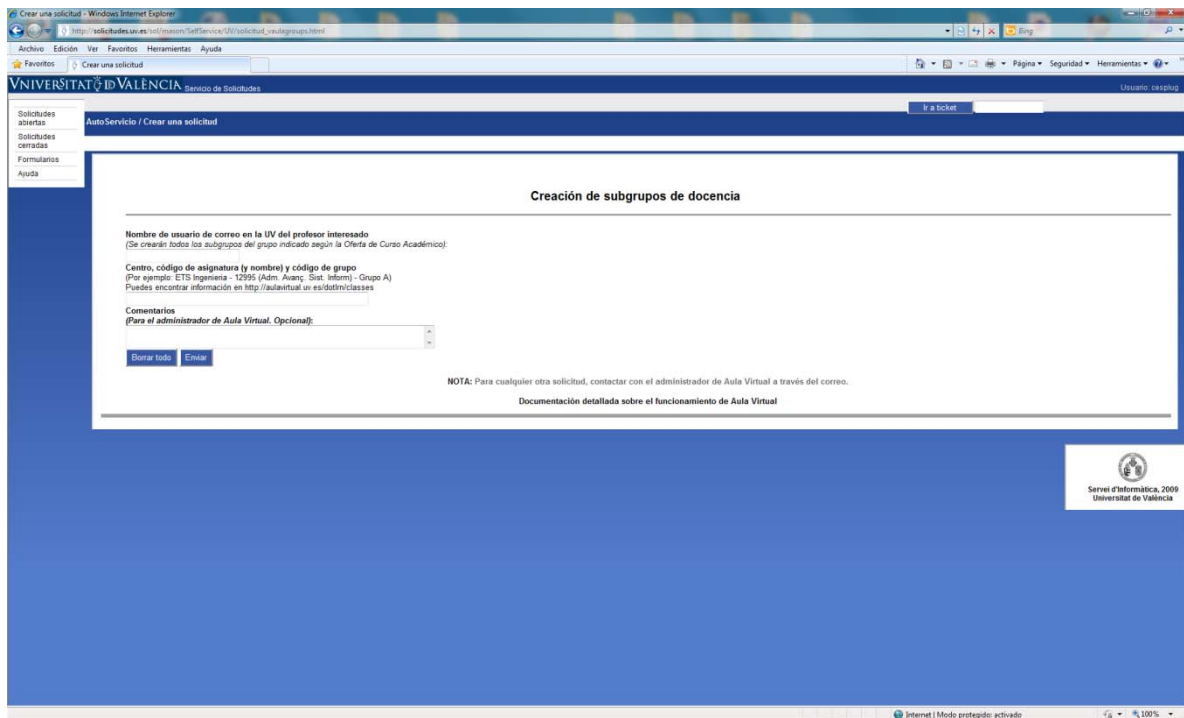 Crear una solicitud - Windows Internet Explorer
http://solicitudes.uv.es/sol/mason/SelfService/UV/solicitud_vaulagroups.html
Bing
Archivo Edición Ver Favoritos Herramientas Ayuda
Favoritos Crear una solicitud
Página Seguridad Herramientas
VNIVERSITAT ID VALÈNCIA Servicio de Solicitudes
Usuario: cesplug
Ir a ticket
Solicitudes abiertas
Solicitudes cerradas
Formularios
Ayuda
AutoServicio / Crear una solicitud
Creación de subgrupos de docencia
Nombre de usuario de correo en la UV del profesor interesado
(Se crearán todos los subgrupos del grupo indicado según la Oferta de Curso Académico):
Centro, código de asignatura (y nombre) y código de grupo
(Por ejemplo: ETS Ingenieria - 12995 (Adm. Avanç. Sist. Inform) - Grupo A)
Puedes encontrar información en http://aulavirtual.uv.es/dotlrn/classes
Comentarios
(Para el administrador de Aula Virtual. Opcional):
Borrar todo Enviar
NOTA: Para cualquier otra solicitud, contactar con el administrador de Aula Virtual a través del correo.
Documentación detallada sobre el funcionamiento de Aula Virtual
Servei d'Informàtica, 2009
Universitat de València
Internet | Modo protegido: activado
100%